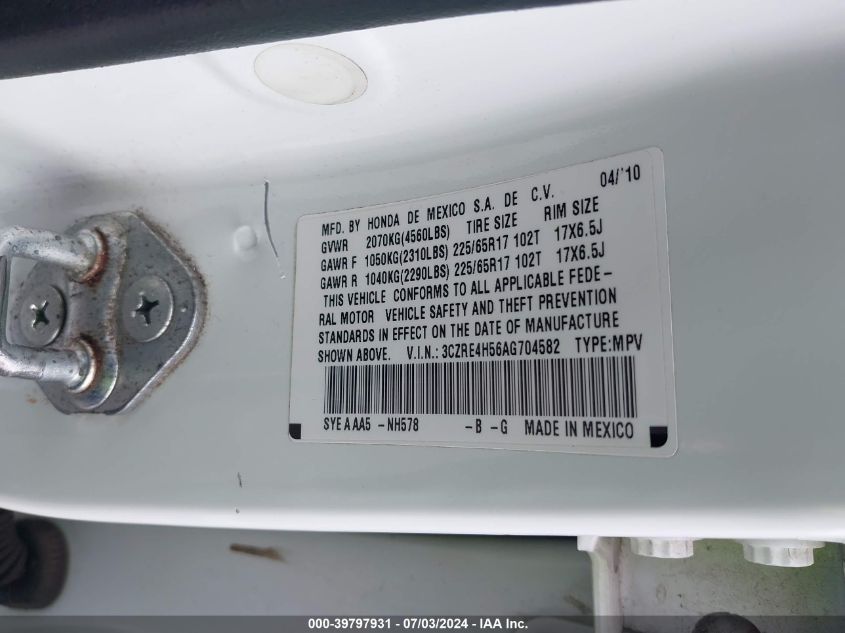 MFD. BY HONDA DE MEXICO S.A. DE C.V. 04/'10
GVWR 2070KG(4560LBS) TIRE SIZE RIM SIZE
GAWR F 1050KG(2310LBS) 225/65R17 102T 17X6.5J
GAWR R 1040KG(2290LBS) 225/65R17 102T 17X6.5J
THIS VEHICLE CONFORMS TO ALL APPLICABLE FEDE-
RAL MOTOR VEHICLE SAFETY AND THEFT PREVENTION
STANDARDS IN EFFECT ON THE DATE OF MANUFACTURE
SHOWN ABOVE. V.I.N.: 3CZRE4H56AG704582 TYPE:MPV
SYE A AA5 -NH578 -B -G MADE IN MEXICO
000-39797931 - 07/03/2024 - IAA Inc.